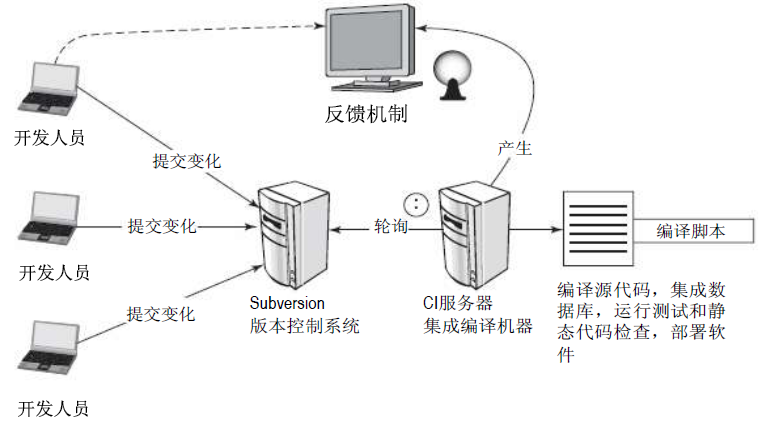 反馈机制
开发人员
提交变化
产生
提交变化
轮询
:
编译脚本
开发人员
Subversion
版本控制系统
CI服务器
集成编译机器
编译源代码，集成数
据库，运行测试和静
态代码检查，部署软
件
提交变化
开发人员